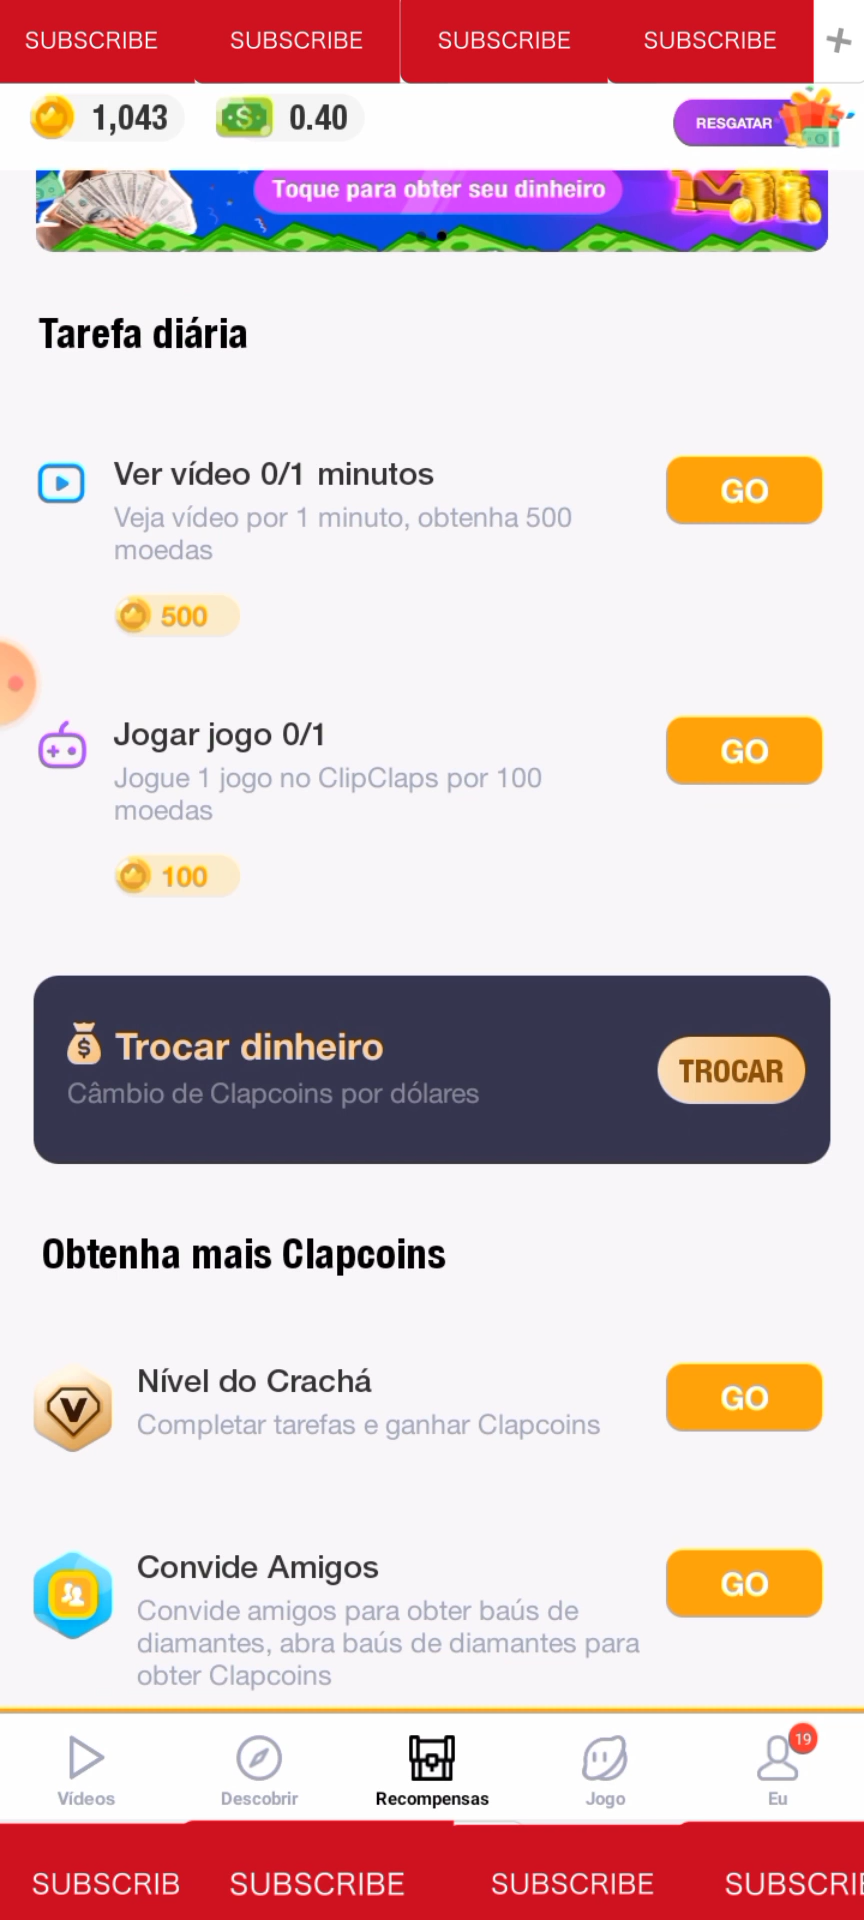 SUBSCRIBE SUBSCRIBE SUBSCRIBE SUBSCRIBE +
1,043 0.40 RESGATAR
Toque para obter seu dinheiro
Tarefa diária
Ver vídeo 0/1 minutos
GO
Veja vídeo por 1 minuto, obtenha 500
moedas
500
Jogar jogo 0/1
GO
Jogue 1 jogo no ClipClaps por 100
moedas
100
Trocar dinheiro
TROCAR
Câmbio de Clapcoins por dólares
Obtenha mais Clapcoins
Nível do Crachá
GO
Completar tarefas e ganhar Clapcoins
Convide Amigos
GO
Convide amigos para obter baús de
diamantes, abra baús de diamantes para
obter Clapcoins
19
Vídeos Descobrir Recompensas Jogo Eu
SUBSCRIB SUBSCRIBE SUBSCRIBE SUBSCRIBE